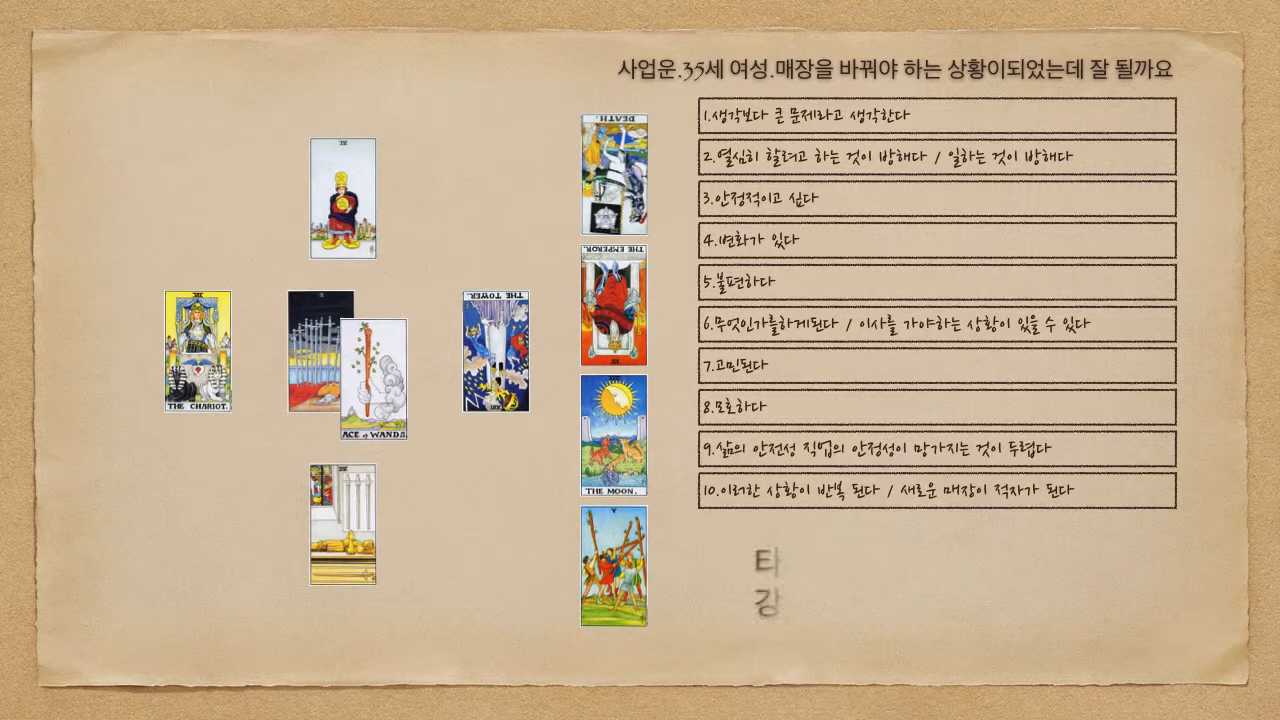 사업운.35세 여성.매장을 바꿔야 하는 상황이되었는데 잘 될까요
1.생각보다 큰 문제라고 생각한다
2.열심히 할려고 하는 것이 방해다 / 일하는 것이 방해다
3.안정적이고 싶다
4.변화가 있다
5.불편하다
6.무엇인가를하게된다 / 이사를 가야하는 상황이 있을 수 있다
7.고민된다
8.모호하다
9.삶의 안전성 직업의 안정성이 망가지는 것이 두렵다
10.이러한 상황이 반복 된다 / 새로운 매장이 적자가 된다
DEATH.
THE EMPEROR.
THE TOWER.
THE CHARIOT.
ACE of WANDS.
THE MOON.
타
강